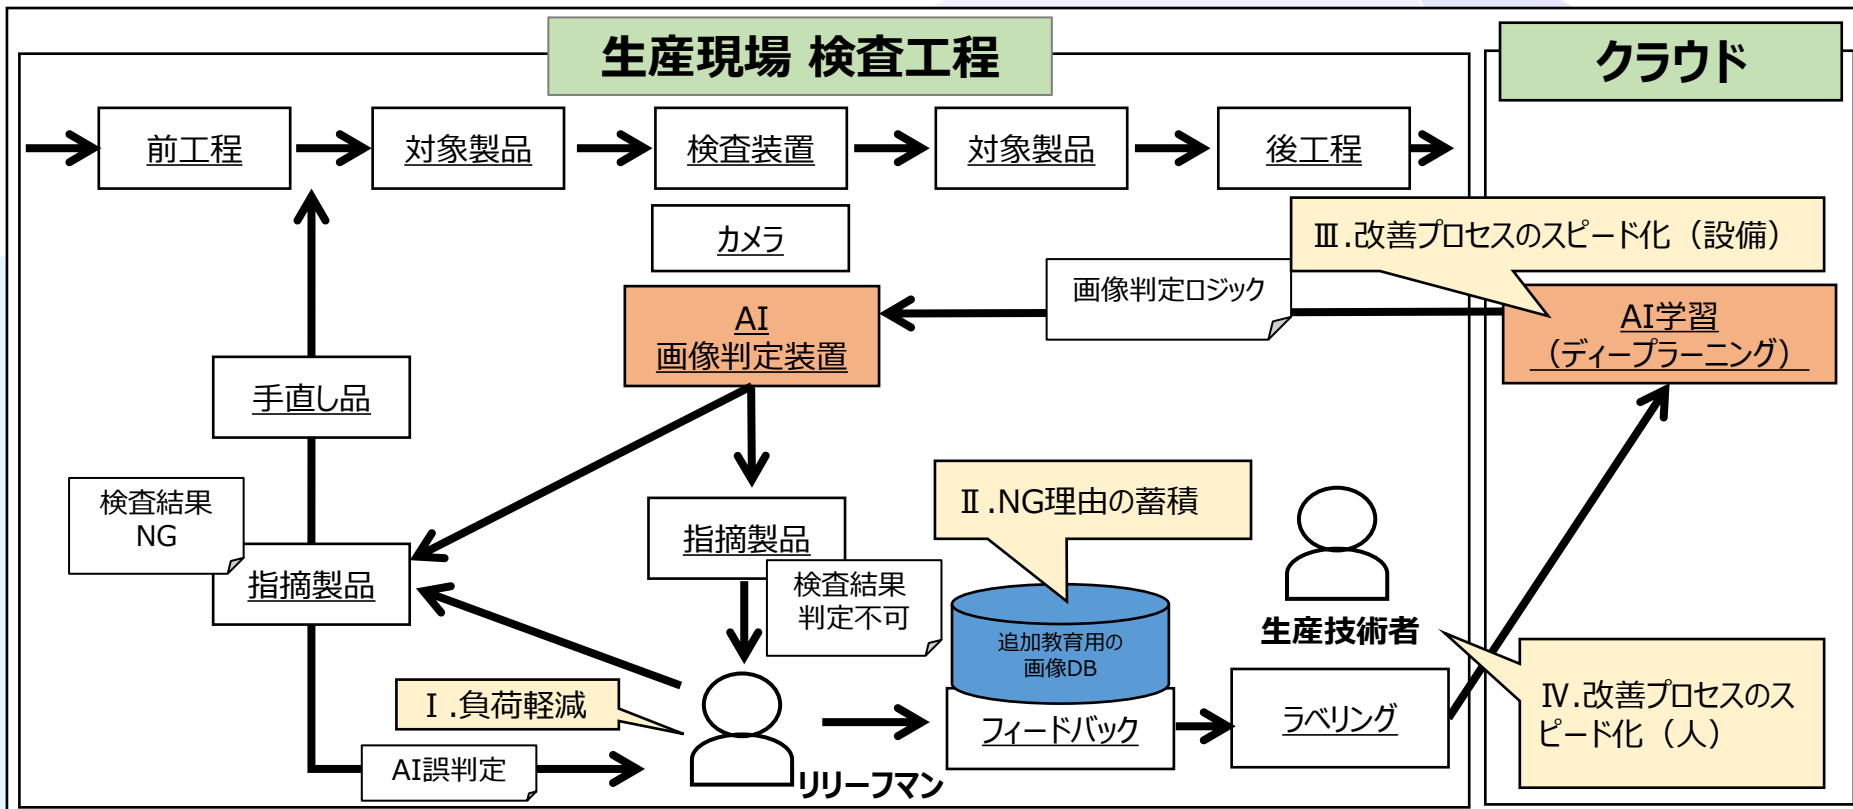 生産現場 検査工程
クラウド
前工程
対象製品
検査装置
対象製品
後工程
カメラ
Ⅲ.改善プロセスのスピード化（設備）
画像判定ロジック
AI
画像判定装置
AI学習
（ディープラーニング）
手直し品
検査結果
NG
指摘製品
指摘製品
検査結果
判定不可
Ⅱ.NG理由の蓄積
追加教育用の
画像DB
生産技術者
Ⅰ.負荷軽減
フィードバック
ラベリング
Ⅳ.改善プロセスのス
ピード化（人）
AI誤判定
リリーフマン